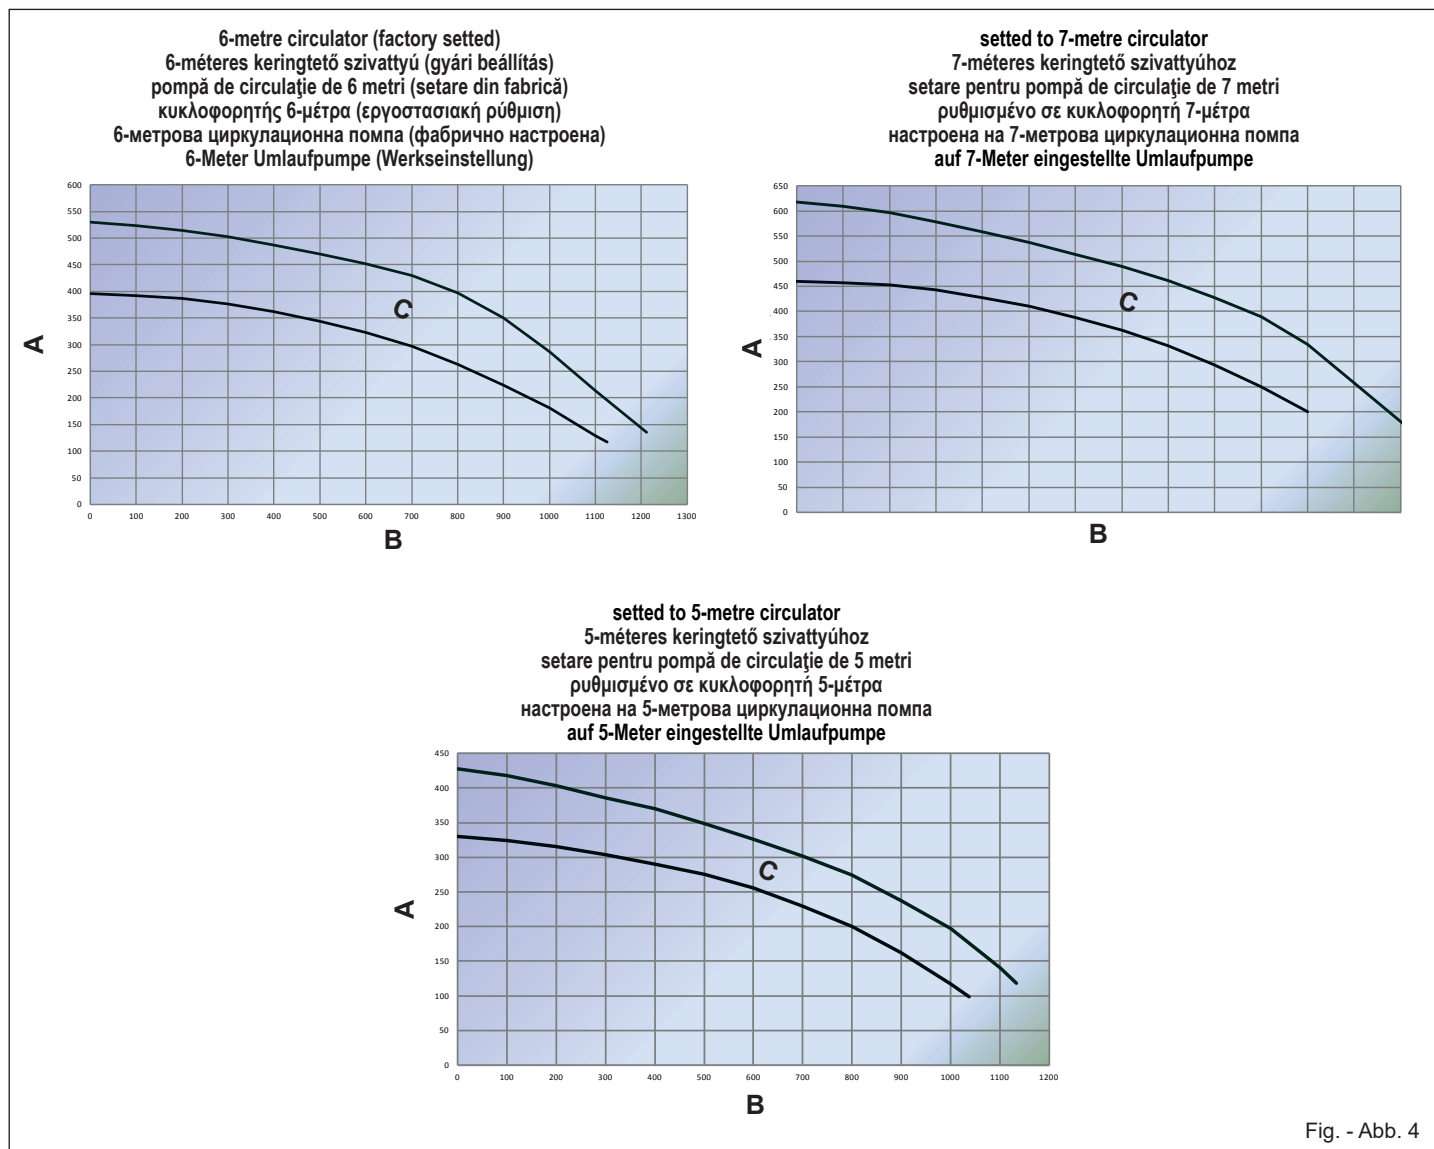 6-metre circulator (factory setted)
6-méteres keringtető szivattyú (gyári beállítás)
pompă de circulaţie de 6 metri (setare din fabrică)
κυκλοφορητής 6-μέτρα (εργοστασιακή ρύθμιση)
6-метрова циркулационна помпа (фабрично настроена)
6-Meter Umlaufpumpe (Werkseinstellung)
600
550
500
450
400
350
300
250
200
150
100
50
0
A
C
0 100 200 300 400 500 600 700 800 900 1000 1100 1200 1300
B
setted to 7-metre circulator
7-méteres keringtető szivattyúhoz
setare pentru pompă de circulaţie de 7 metri
ρυθμισμένο σε κυκλοφορητή 7-μέτρα
настроена на 7-метрова циркулационна помпа
auf 7-Meter eingestellte Umlaufpumpe
650
600
550
500
450
400
350
300
250
200
150
100
50
0
A
C
B
setted to 5-metre circulator
5-méteres keringtető szivattyúhoz
setare pentru pompă de circulaţie de 5 metri
ρυθμισμένο σε κυκλοφορητή 5-μέτρα
настроена на 5-метрова циркулационна помпа
auf 5-Meter eingestellte Umlaufpumpe
450
400
350
300
250
200
150
100
50
0
A
C
0 100 200 300 400 500 600 700 800 900 1000 1100 1200
B
Fig. - Abb. 4